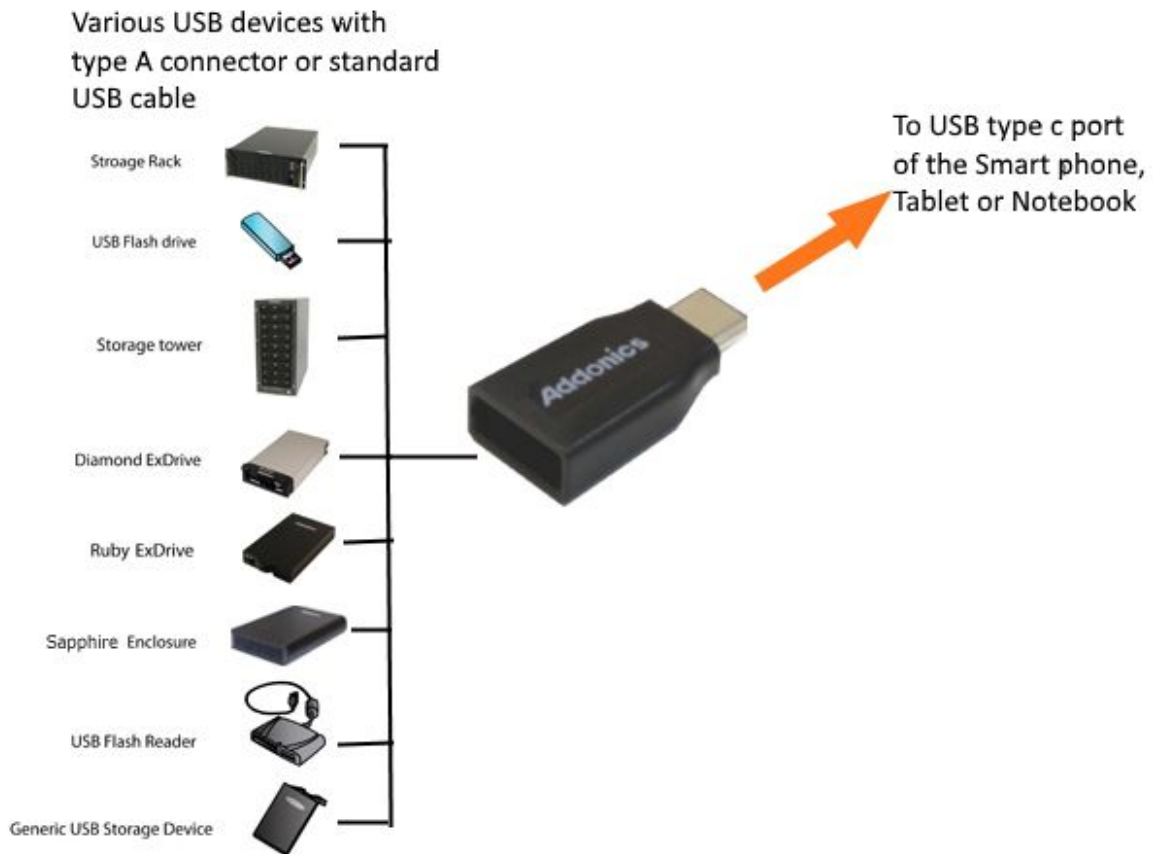 Various USB devices with
type A connector or standard
USB cable
To USB type c port
of the Smart phone,
Tablet or Notebook
Stroage Rack
USB Flash drive
Storage tower
Addonics
Diamond ExDrive
Ruby ExDrive
Sapphire Enclosure
USB Flash Reader
Generic USB Storage Device